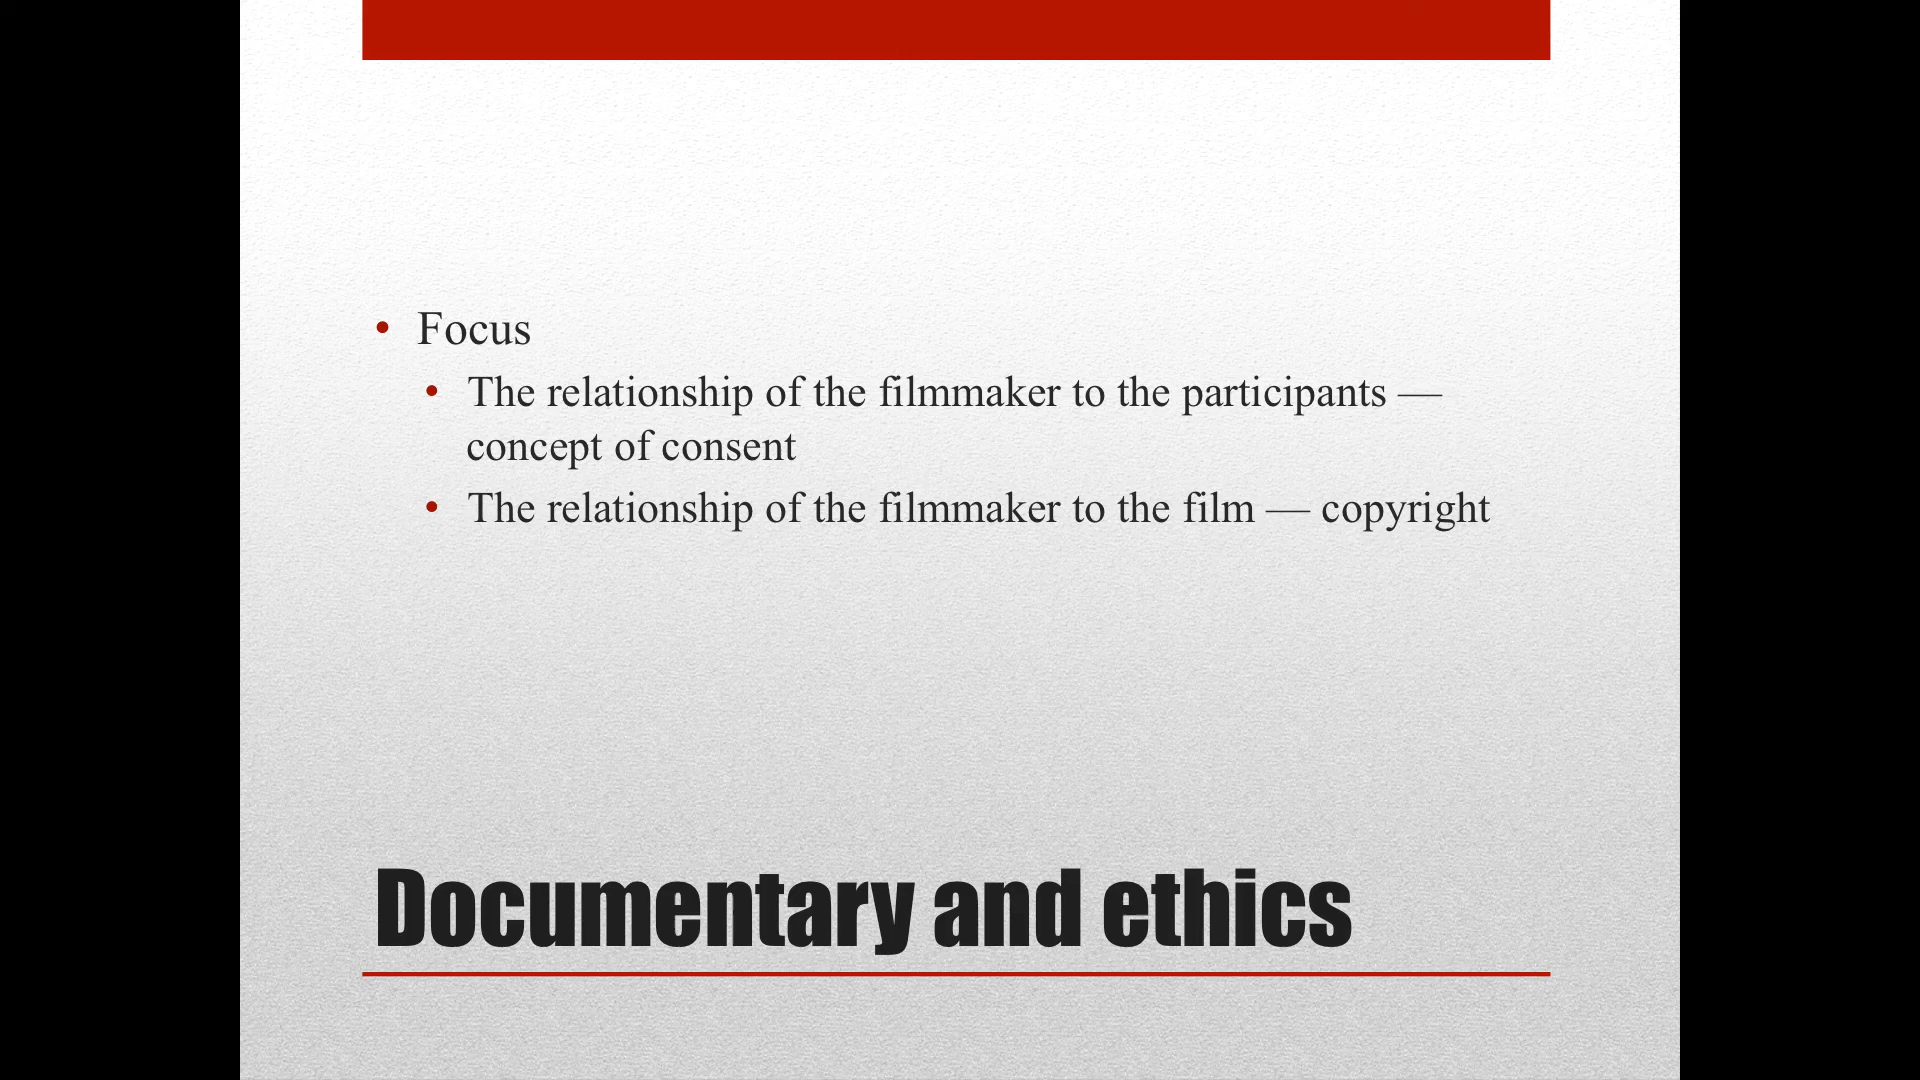 • Focus
• The relationship of the filmmaker to the participants —
concept of consent
• The relationship of the filmmaker to the film — copyright
Documentary and ethics